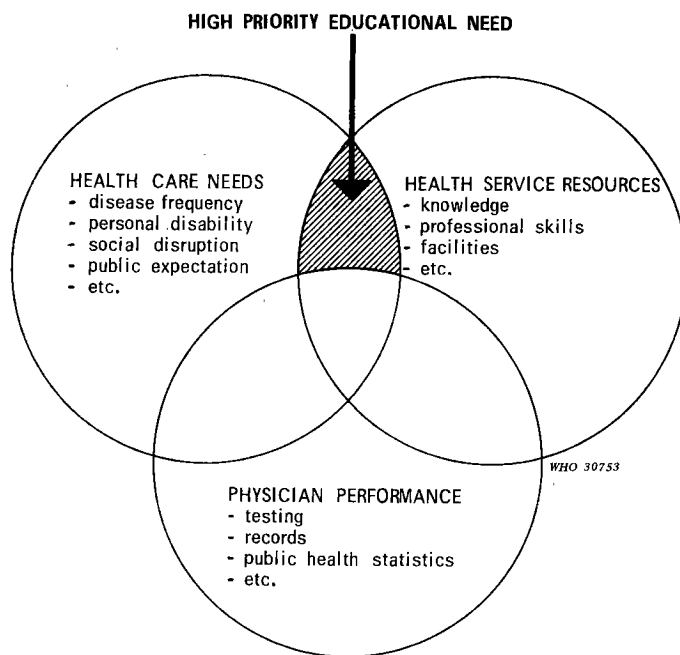 HIGH PRIORITY EDUCATIONAL NEED
HEALTH CARE NEEDS
- disease frequency
- personal disability
- social disruption
- public expectation
- etc.
HEALTH SERVICE RESOURCES
- knowledge
- professional skills
- facilities
- etc.
WHO 30753
PHYSICIAN PERFORMANCE
- testing
- records
- public health statistics
- etc.